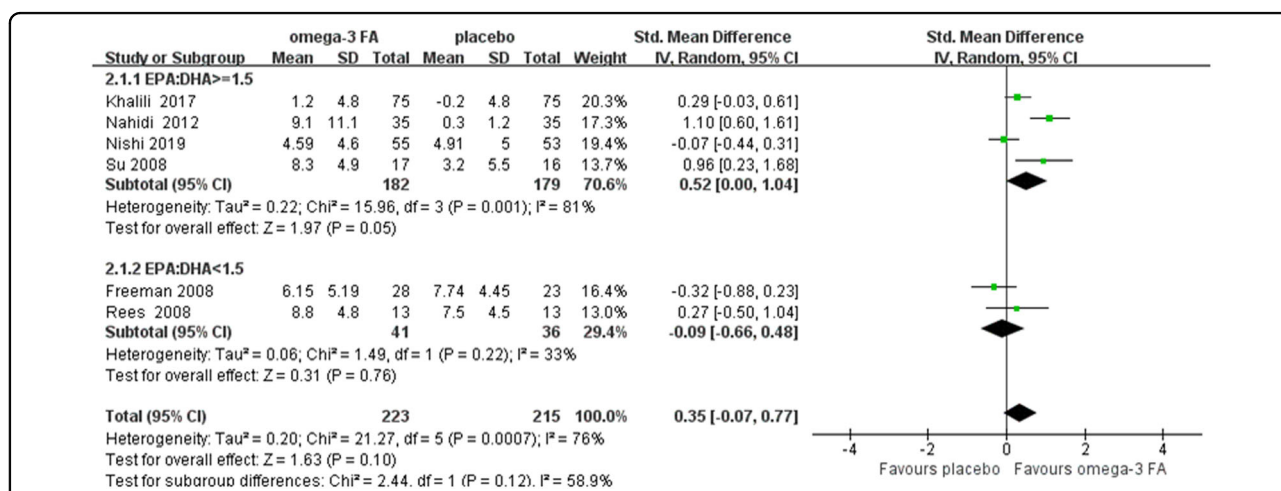 omega-3 FA placebo Std. Mean Difference Std. Mean Difference
Study or Subgroup Mean SD Total Mean SD Total Weight IV, Random, 95% CI IV, Random, 95% CI
2.1.1 EPA:DHA>=1.5
Khalili 2017 1.2 4.8 75 -0.2 4.8 75 20.3% 0.29 [-0.03, 0.61]
Nahidi 2012 9.1 11.1 35 0.3 1.2 35 17.3% 1.10 [0.60, 1.61]
Nishi 2019 4.59 4.6 55 4.91 5 53 19.4% -0.07 [-0.44, 0.31]
Su 2008 8.3 4.9 17 3.2 5.5 16 13.7% 0.96 [0.23, 1.68]
Subtotal (95% CI) 182 179 70.6% 0.52 [0.00, 1.04]
Heterogeneity: Tau² = 0.22; Chi² = 15.96, df = 3 (P = 0.001); I² = 81%
Test for overall effect: Z = 1.97 (P = 0.05)
2.1.2 EPA:DHA<1.5
Freeman 2008 6.15 5.19 28 7.74 4.45 23 16.4% -0.32 [-0.88, 0.23]
Rees 2008 8.8 4.8 13 7.5 4.5 13 13.0% 0.27 [-0.50, 1.04]
Subtotal (95% CI) 41 36 29.4% -0.09 [-0.66, 0.48]
Heterogeneity: Tau² = 0.06; Chi² = 1.49, df = 1 (P = 0.22); I² = 33%
Test for overall effect: Z = 0.31 (P = 0.76)
Total (95% CI) 223 215 100.0% 0.35 [-0.07, 0.77]
Heterogeneity: Tau² = 0.20; Chi² = 21.27, df = 5 (P = 0.0007); I² = 76%
Test for overall effect: Z = 1.63 (P = 0.10)
Test for subgroup differences: Chi² = 2.44, df = 1 (P = 0.12), I² = 58.9%
-4 -2 0 2 4
Favours placebo Favours omega-3 FA